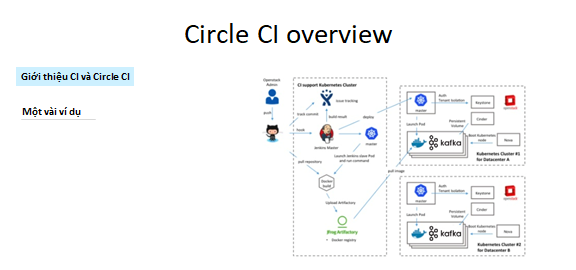 Circle CI overview
Giới thiệu CI và Circle CI
Một vài ví dụ
Openstack
Admin
push
CI support Kubernetes Cluster
Issue tracking
track commit
Build result
hook
Jenkins Master
deploy
master
pull repository
Launch Jenkins slave Pod
and run command
Docker
build
Upload Artifactory
JFrog Artifactory
• Docker registry
pull image
master
Auth
Tenant Isolation
Keystone
openstack
Launch Pod
Persistent
Volume
Cinder
kafka
Boot Kubernetes
node
Nova
Kubernetes Cluster #1
for Datacenter A
master
Auth
Tenant Isolation
Keystone
openstack
Launch Pod
Persistent
Volume
Cinder
kafka
Boot Kubernetes
node
Nova
Kubernetes Cluster #2
for Datacenter B